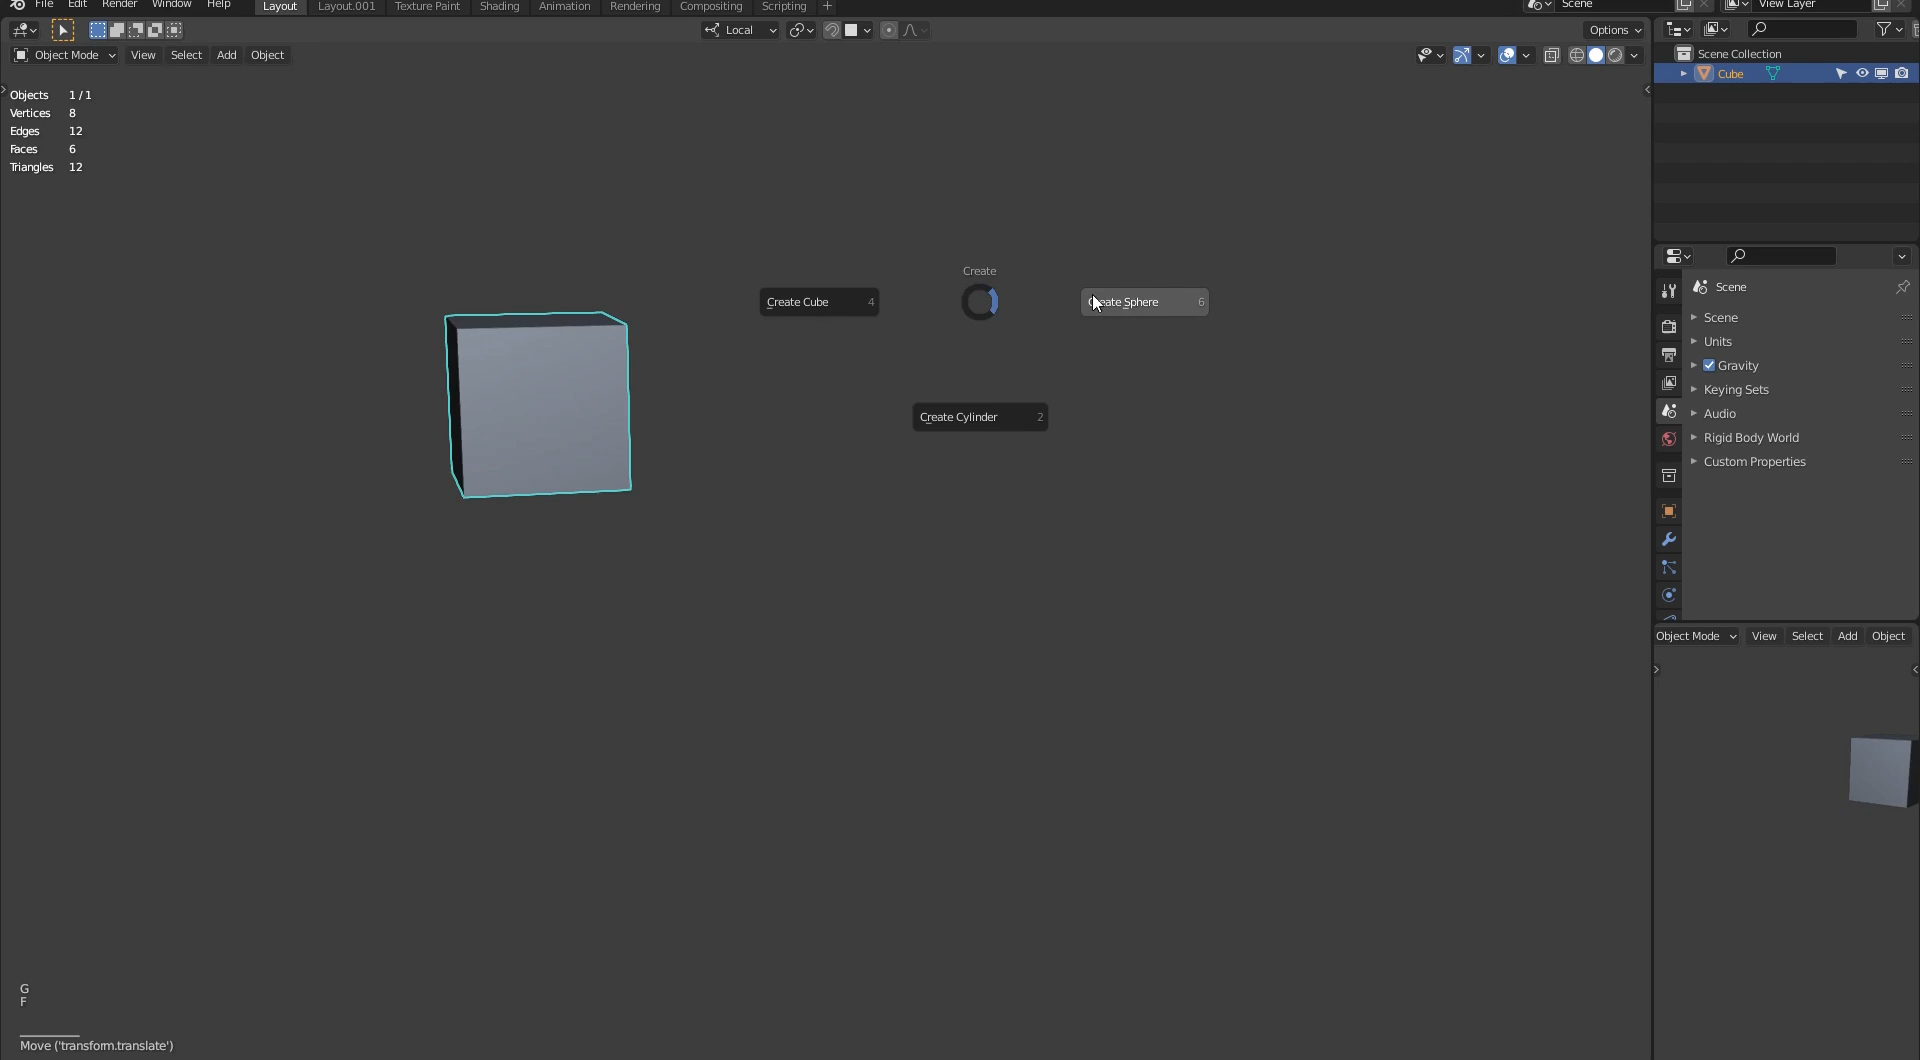 File Edit Render Window Help Layout Layout.001 Texture Paint Shading Animation Rendering Compositing Scripting + Scene View Layer
Local Options
Object Mode View Select Add Object
Scene Collection
Cube
Objects 1 / 1
Vertices 8
Edges 12
Faces 6
Triangles 12
Create
Create Cube 4
Create Sphere 6
Create Cylinder 2
Scene
Scene
Units
Gravity
Keying Sets
Audio
Rigid Body World
Custom Properties
Object Mode View Select Add Object
G
F
Move ('transform.translate')